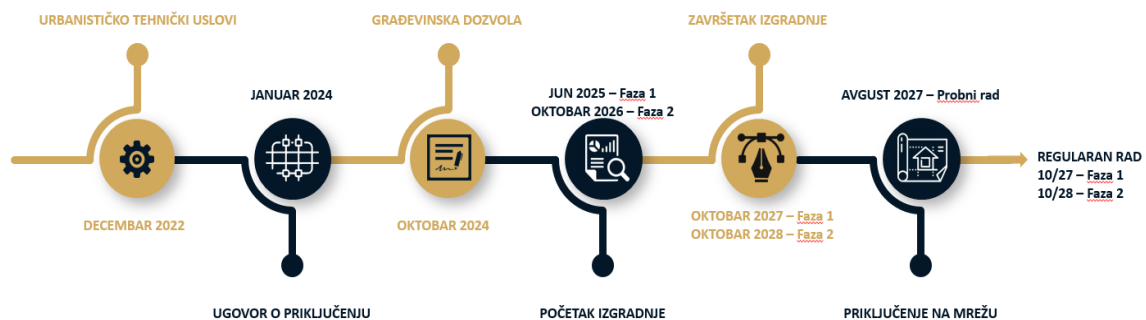 URBANISTIČKO TEHNIČKI USLOVI
DECEMBAR 2022
JANUAR 2024
UGOVOR O PRIKLJUČENJU
GRAĐEVINSKA DOZVOLA
OKTOBAR 2024
JUN 2025 – Faza 1
OKTOBAR 2026 – Faza 2
POČETAK IZGRADNJE
ZAVRŠETAK IZGRADNJE
OKTOBAR 2027 – Faza 1
OKTOBAR 2028 – Faza 2
AVGUST 2027 – Probni rad
PRIKLJUČENJE NA MREŽU
REGULARAN RAD
10/27 – Faza 1
10/28 – Faza 2